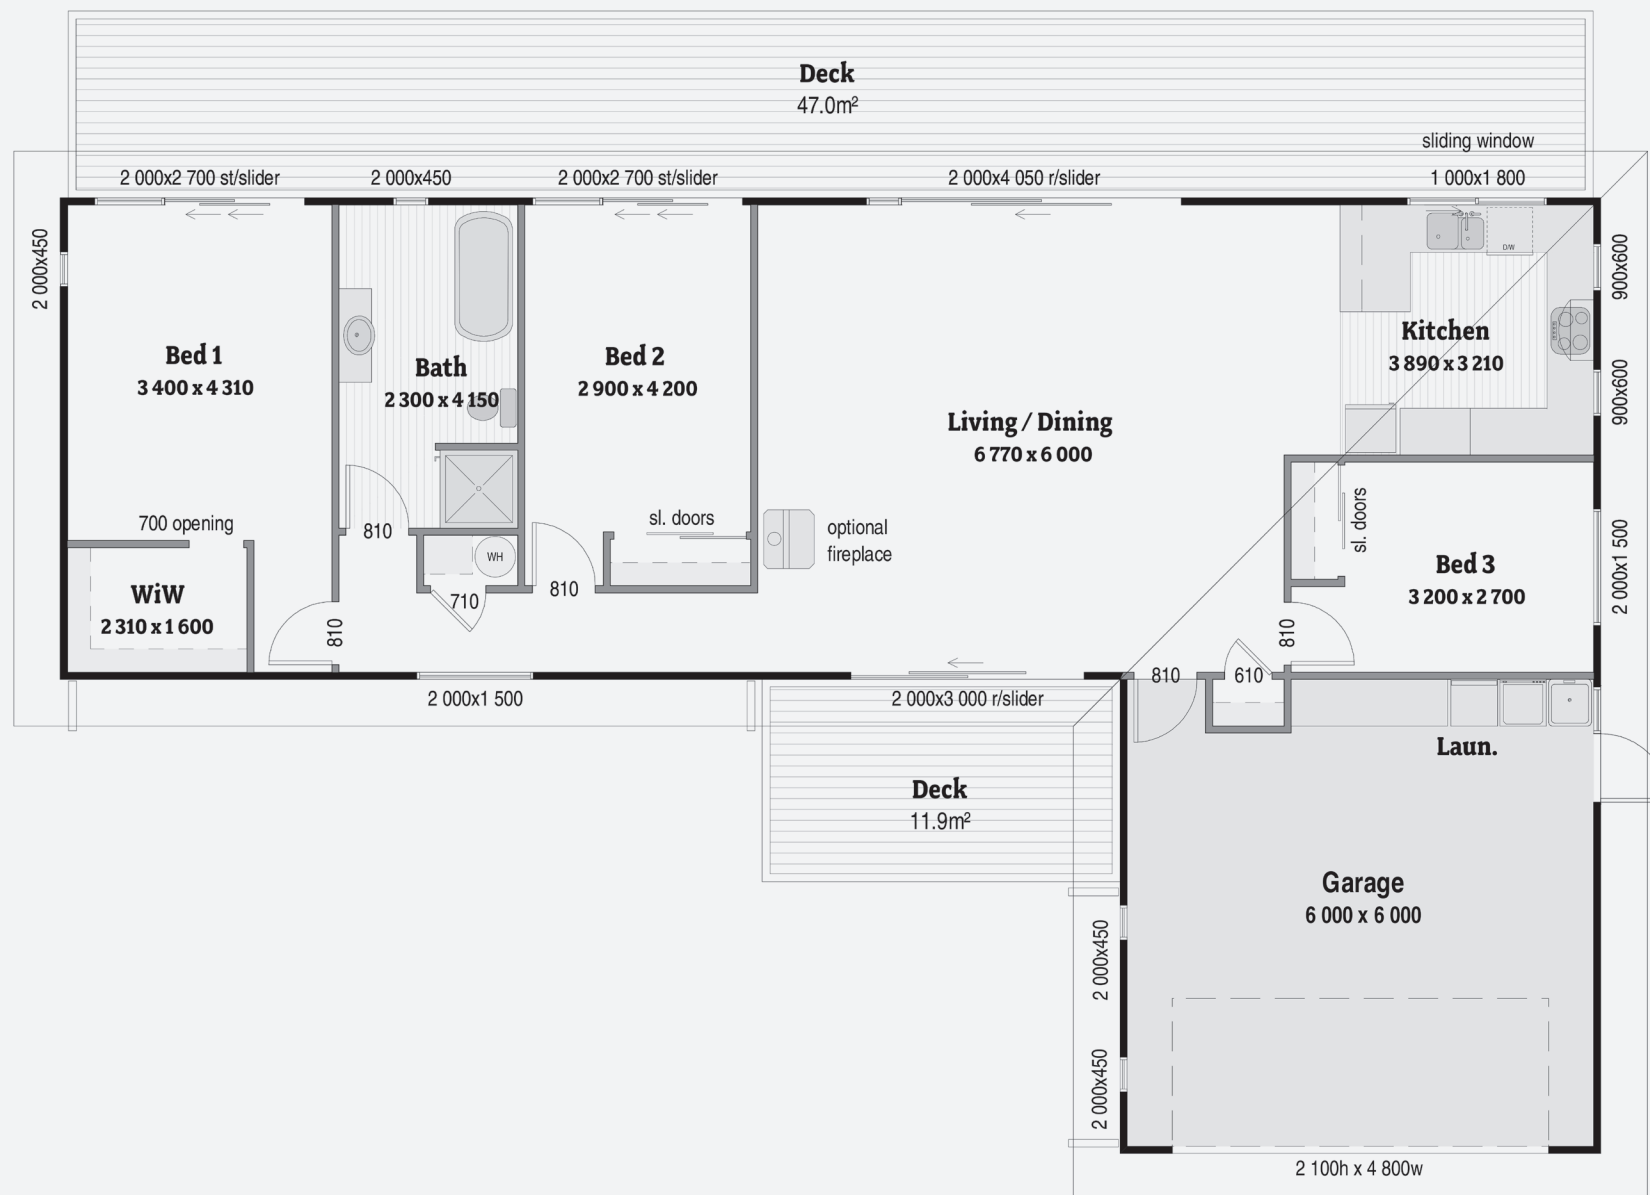 Deck
47.0m²
sliding window
2 000x2 700 st/slider
2 000x450
2 000x2 700 st/slider
2 000x4 050 r/slider
1 000x1 800
2 000x450
D/W
900x600
Kitchen
3 890 x 3 210
Bed 1
3 400 x 4 310
Bath
2 300 x 4 150
Bed 2
2 900 x 4 200
900x600
Living / Dining
6 770 x 6 000
700 opening
810
sl. doors
optional
fireplace
sl. doors
WH
Bed 3
3 200 x 2 700
2 000x1 500
WiW
2 310 x 1 600
710
810
810
810
810
610
2 000x1 500
2 000x3 000 r/slider
Laun.
Deck
11.9m²
Garage
6 000 x 6 000
2 000x450
2 000x450
2 100h x 4 800w